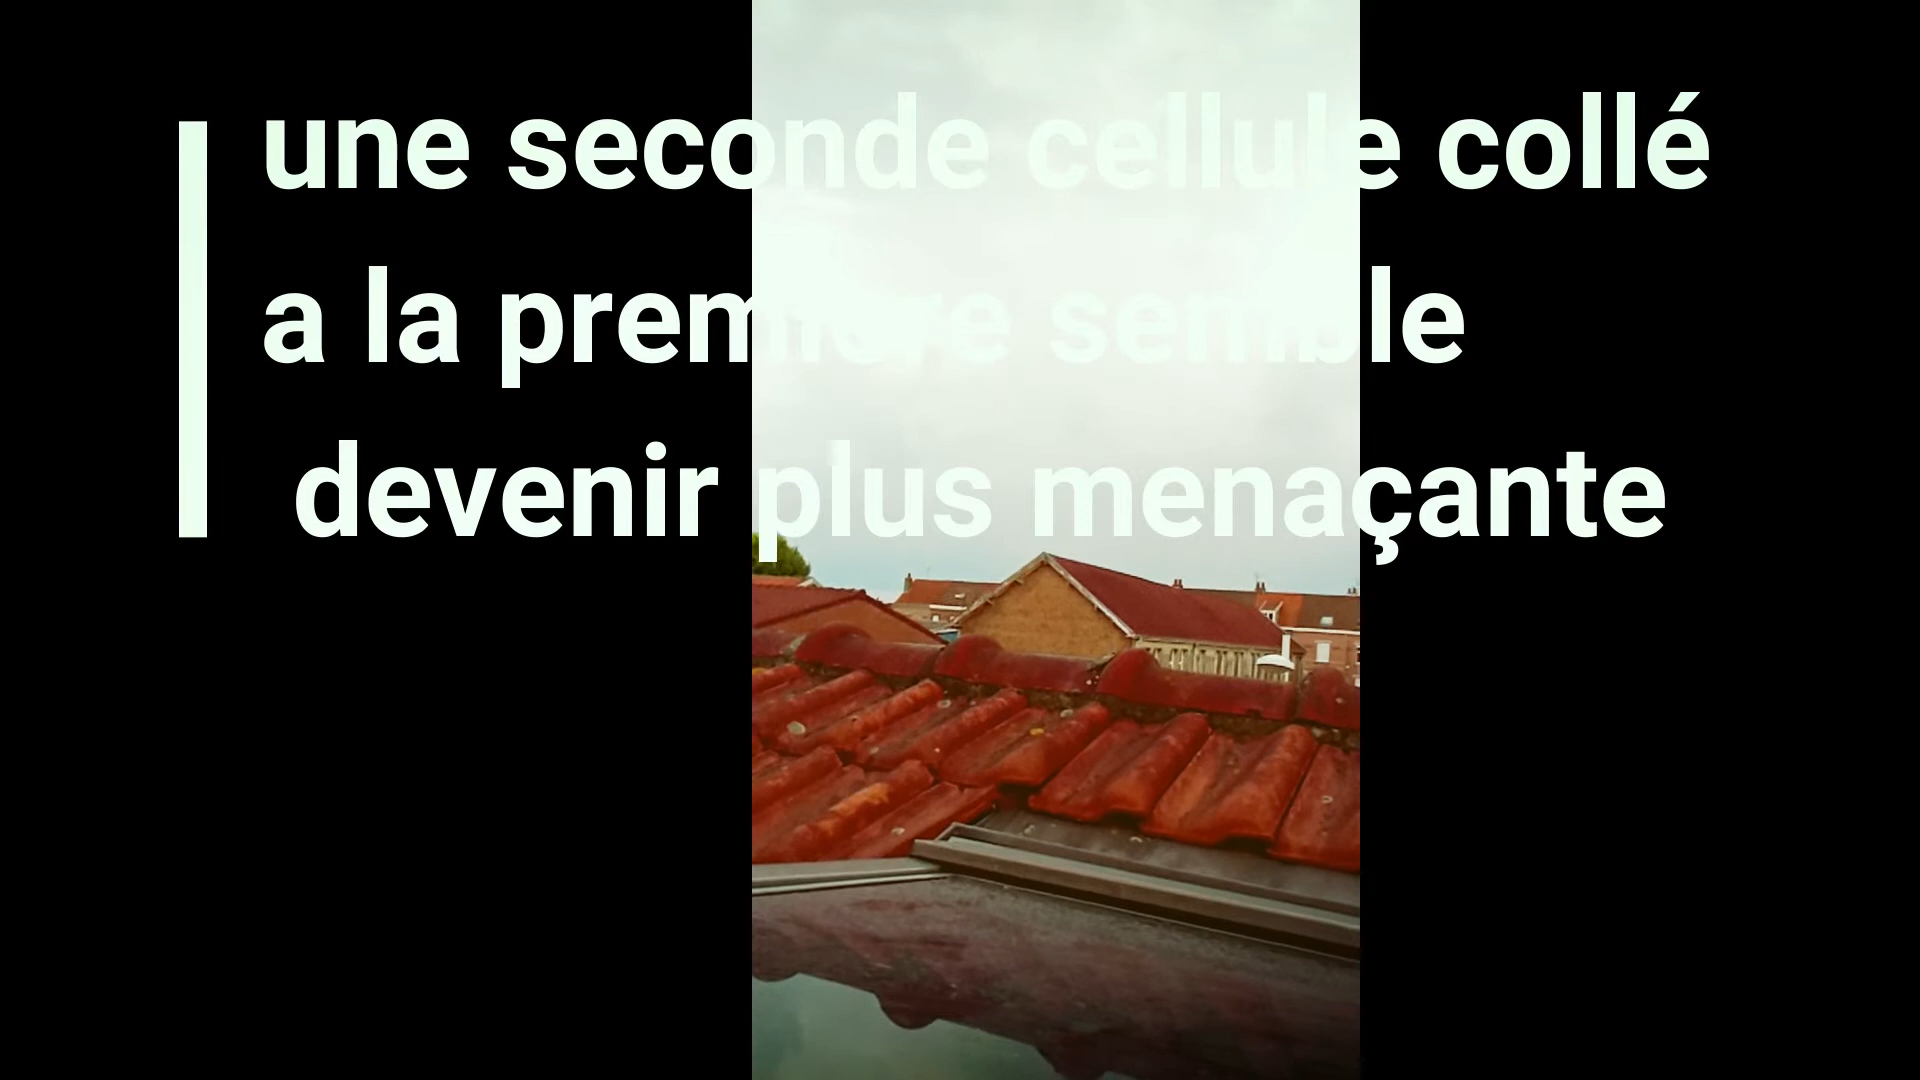 une seconde cellule collé
a la première semble
devenir plus menaçante